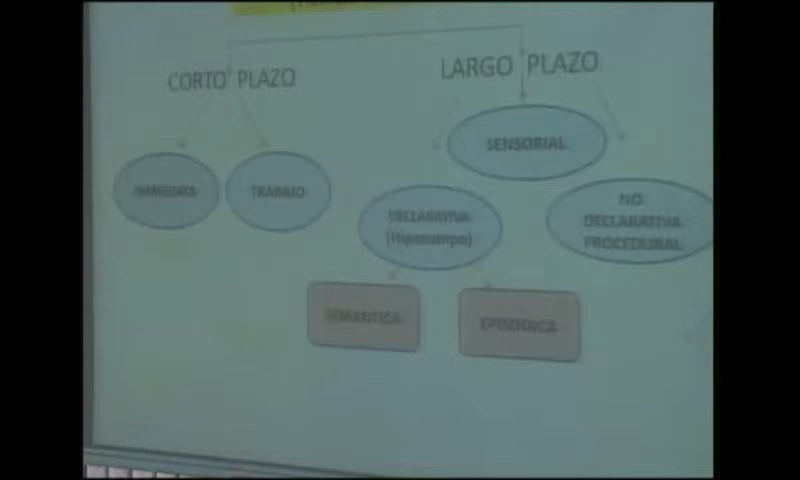 CORTO PLAZO
LARGO PLAZO
SENSORIAL
INMEDIATA
TRABAJO
DECLARATIVA
(Hipocampo)
NO
DECLARATIVA
PROCEDURAL
SEMANTICA
EPISODICA